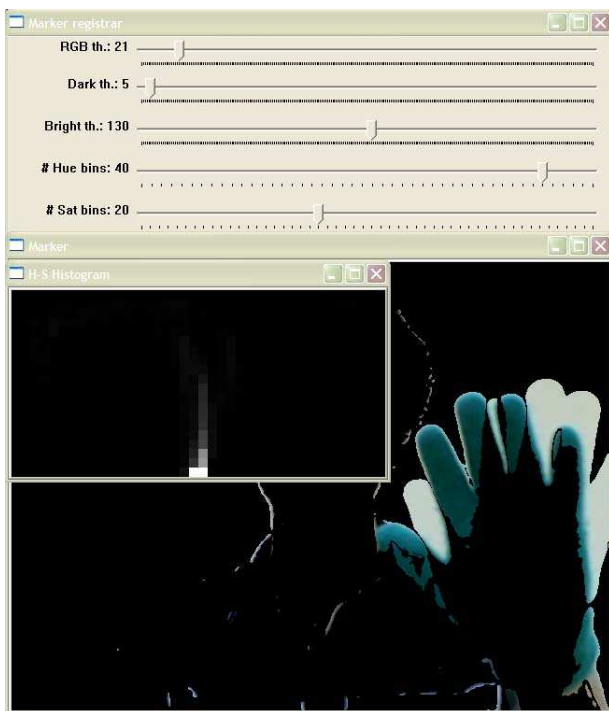 Marker registrar
RGB th.: 21
Dark th.: 5
Bright th.: 130
# Hue bins: 40
# Sat bins: 20
Marker
H-S Histogram